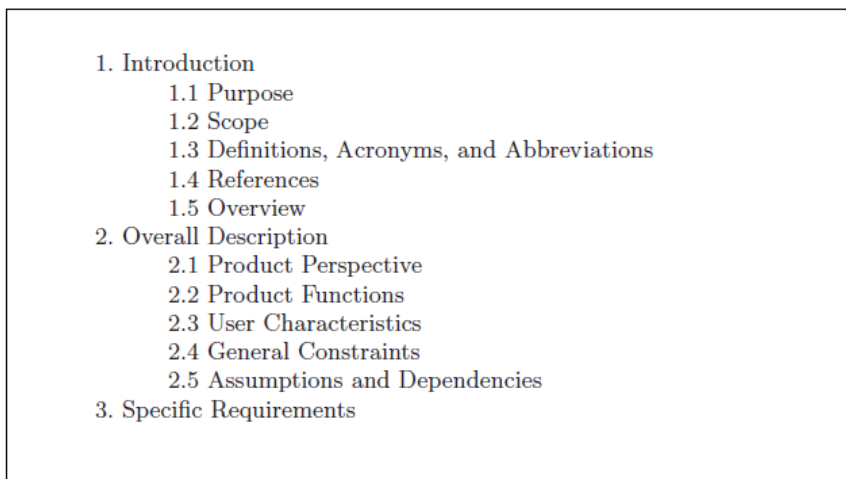 1. Introduction
1.1 Purpose
1.2 Scope
1.3 Definitions, Acronyms, and Abbreviations
1.4 References
1.5 Overview
2. Overall Description
2.1 Product Perspective
2.2 Product Functions
2.3 User Characteristics
2.4 General Constraints
2.5 Assumptions and Dependencies
3. Specific Requirements